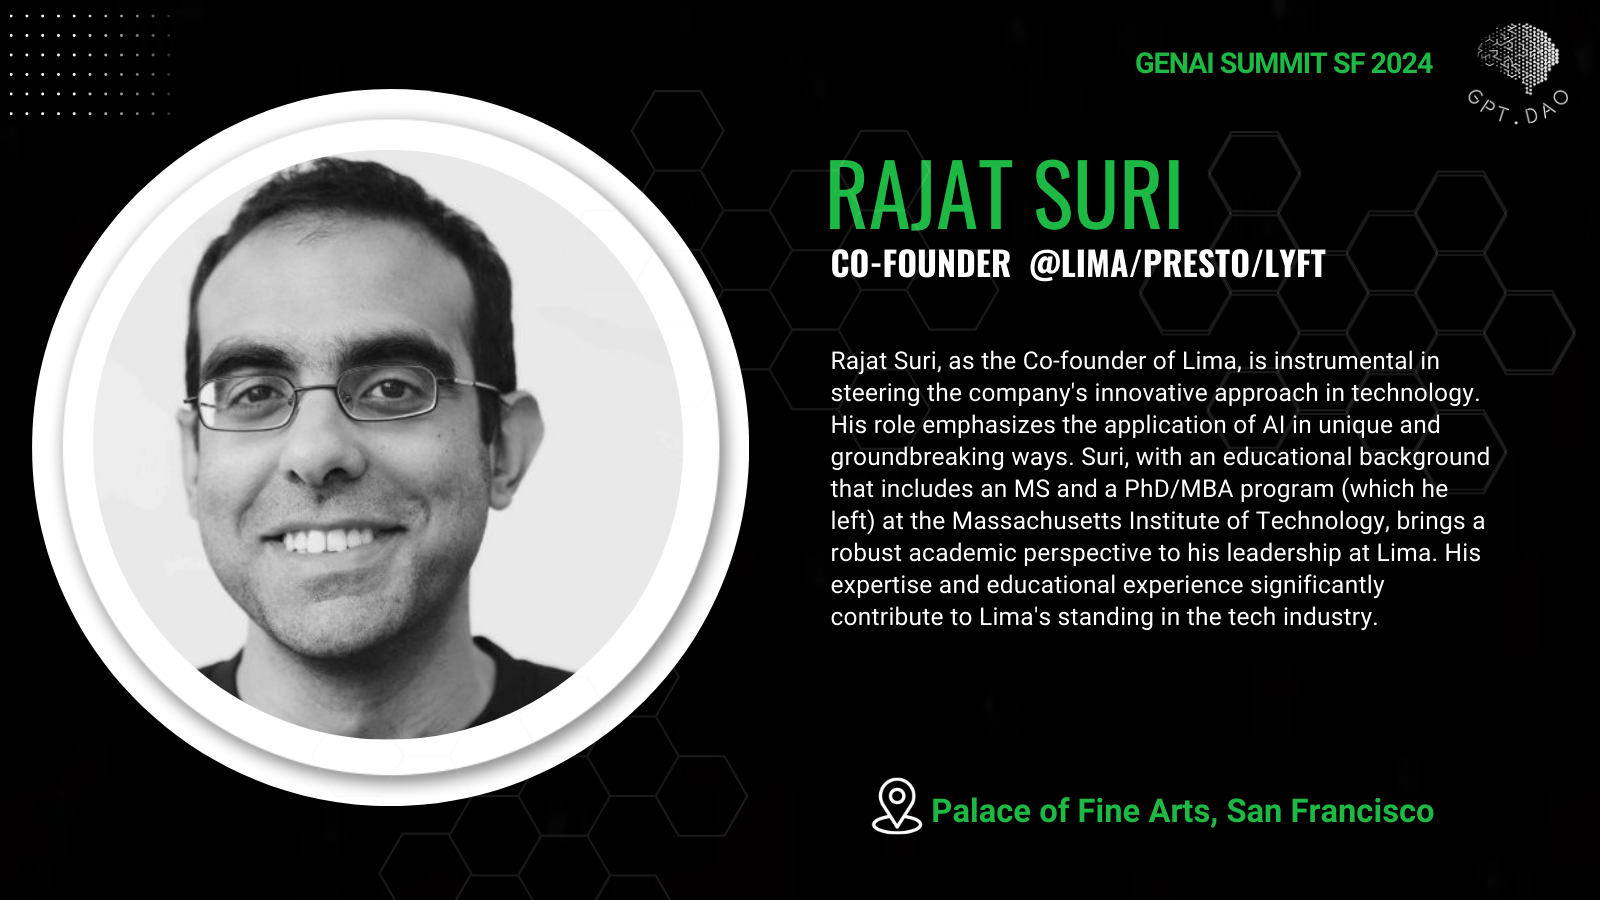 GENAI SUMMIT SF 2024
GPT.DAO
RAJAT SURI
CO-FOUNDER @LIMA/PRESTO/LYFT
Rajat Suri, as the Co-founder of Lima, is instrumental in
steering the company's innovative approach in technology.
His role emphasizes the application of AI in unique and
groundbreaking ways. Suri, with an educational background
that includes an MS and a PhD/MBA program (which he
left) at the Massachusetts Institute of Technology, brings a
robust academic perspective to his leadership at Lima. His
expertise and educational experience significantly
contribute to Lima's standing in the tech industry.
Palace of Fine Arts, San Francisco